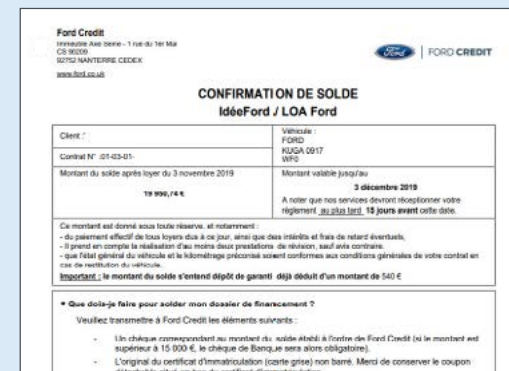 Ford Credit
Immeuble Axe Seine - 1 rue du 1er Mai
CS 90209
92752 NANTERRE CEDEX
www.ford.co.uk
Ford | FORD CREDIT
CONFIRMATION DE SOLDE
IdéeFord / LOA Ford
Client :
Contrat N° :01-03-01-
Véhicule :
FORD
KUGA 0917
WF0
Montant du solde après loyer du 3 novembre 2019
19 950,74 €
Montant valable jusqu'au
3 décembre 2019
A noter que nos services devront réceptionner votre
règlement au plus tard 15 jours avant cette date.
Ce montant est donné sous toute réserve, et notamment :
- du paiement effectif de tous loyers dus à ce jour, ainsi que des intérêts et frais de retard éventuels,
- Il prend en compte la réalisation d'au moins deux prestations de révision, sauf avis contraire.
- que l'état général du véhicule et le kilométrage préconisé soient conformes aux conditions générales de votre contrat en
cas de restitution du véhicule.
Important : le montant du solde s'entend dépôt de garanti déjà déduit d'un montant de 540 €
• Que dois-je faire pour solder mon dossier de financement ?
Veuillez transmettre à Ford Credit les éléments suivants :
- Un chèque correspondant au montant du solde établi à l'ordre de Ford Credit (si le montant est
supérieur à 15 000 €, le chèque de Banque sera alors obligatoire).
- L'original du certificat d'immatriculation (carte grise) non barré. Merci de conserver le coupon